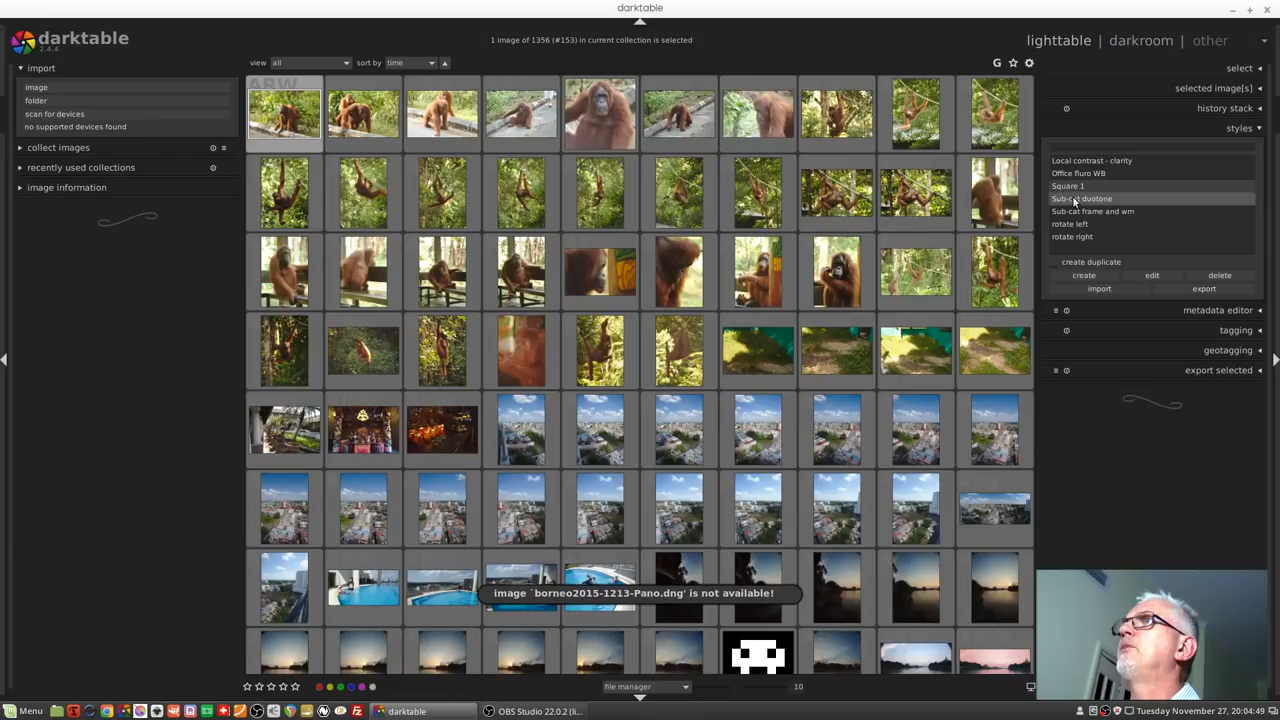 darktable
darktable
2.4.4
1 image of 1356 (#153) in current collection is selected
lighttable | darkroom | other
import
image
folder
scan for devices
no supported devices found
collect images
recently used collections
image information
view all sort by time
G
ARW
select
selected image[s]
history stack
styles
Local contrast - clarity
Office fluro WB
Square 1
Sub-cat duotone
Sub-cat frame and wm
rotate left
rotate right
create duplicate
create edit delete
import export
metadata editor
tagging
geotagging
export selected
image `borneo2015-1213-Pano.dng' is not available!
file manager 10
Menu
darktable
OBS Studio 22.0.2 (li...
Tuesday November 27, 20:04:49